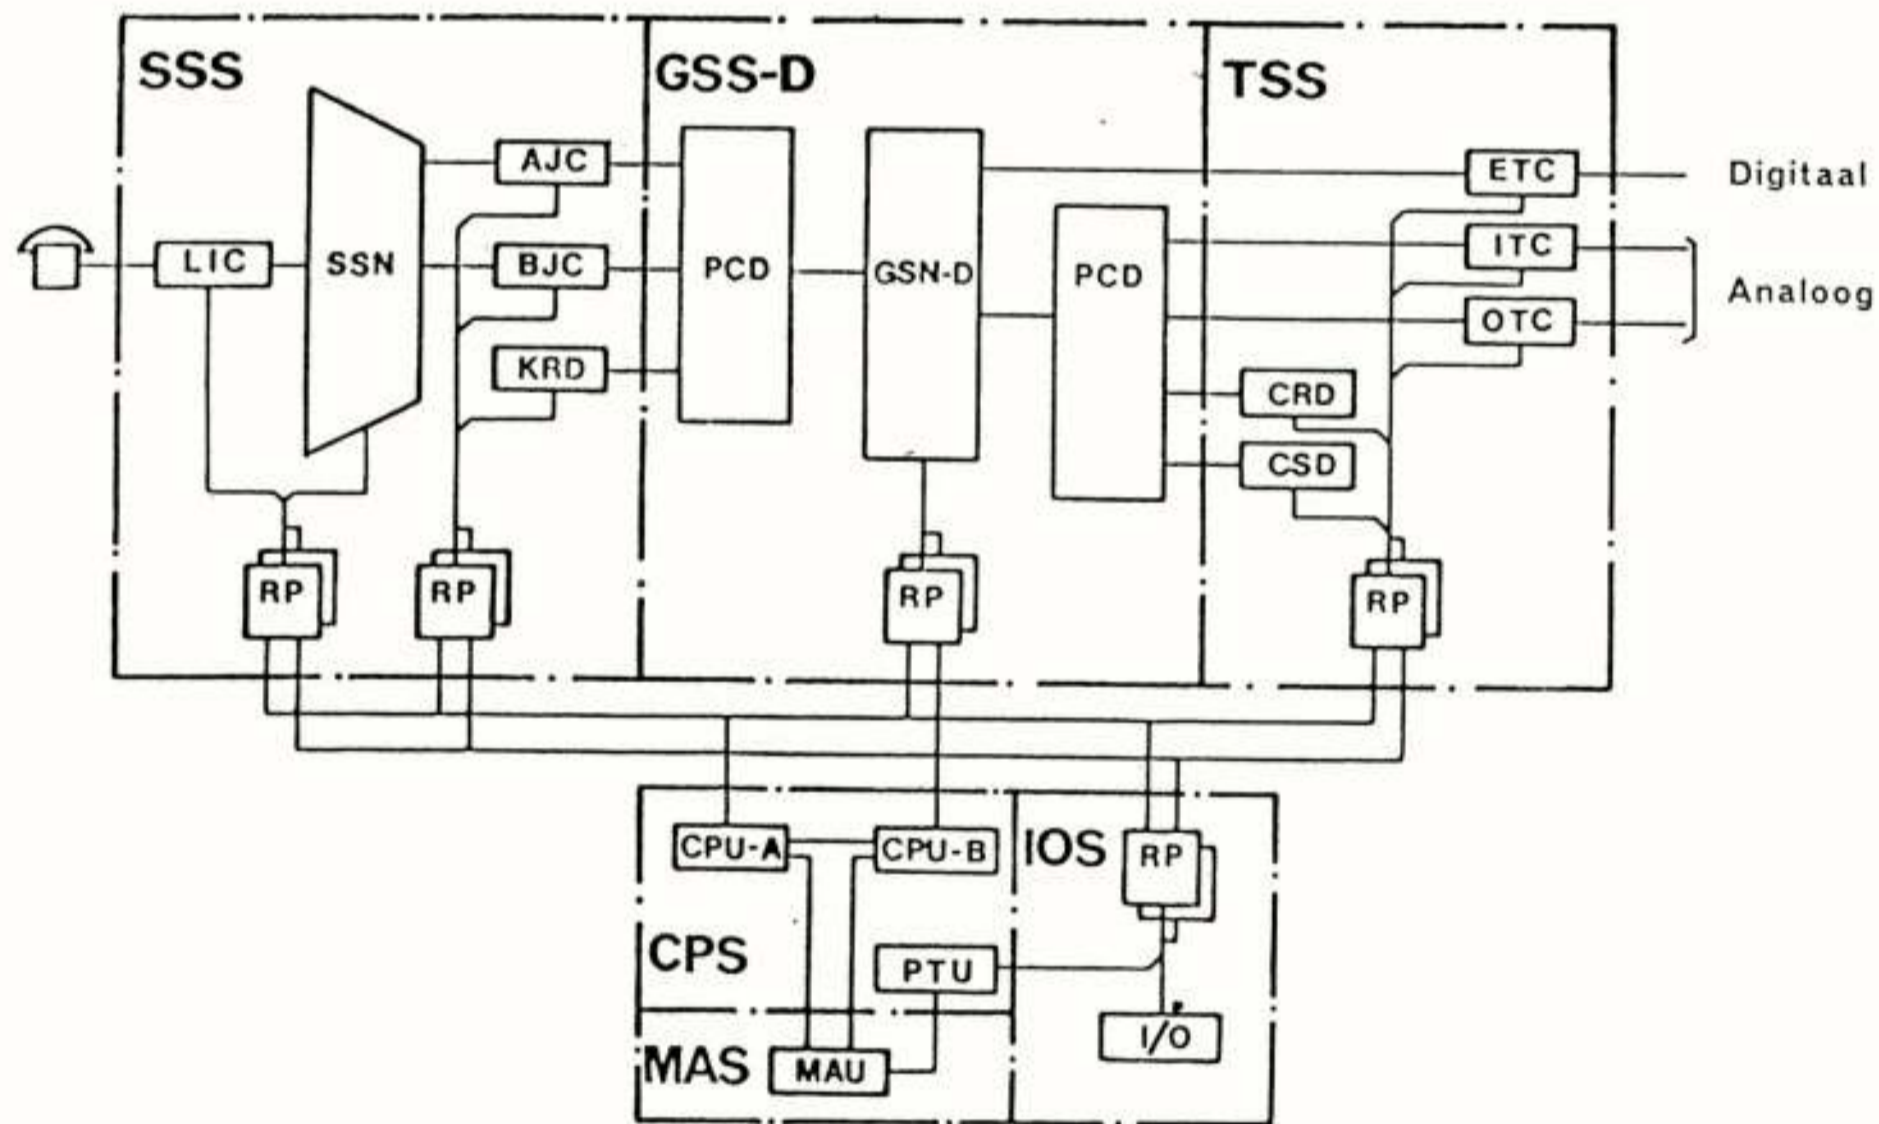 SSS
GSS-D
TSS
AJC
ETC
Digitaal
LIC
SSN
BJC
PCD
GSN-D
PCD
ITC
Analoog
OTC
KRD
CRD
CSD
RP
RP
RP
RP
CPU-A
CPU-B
IOS
RP
CPS
PTU
I/O
MAS
MAU